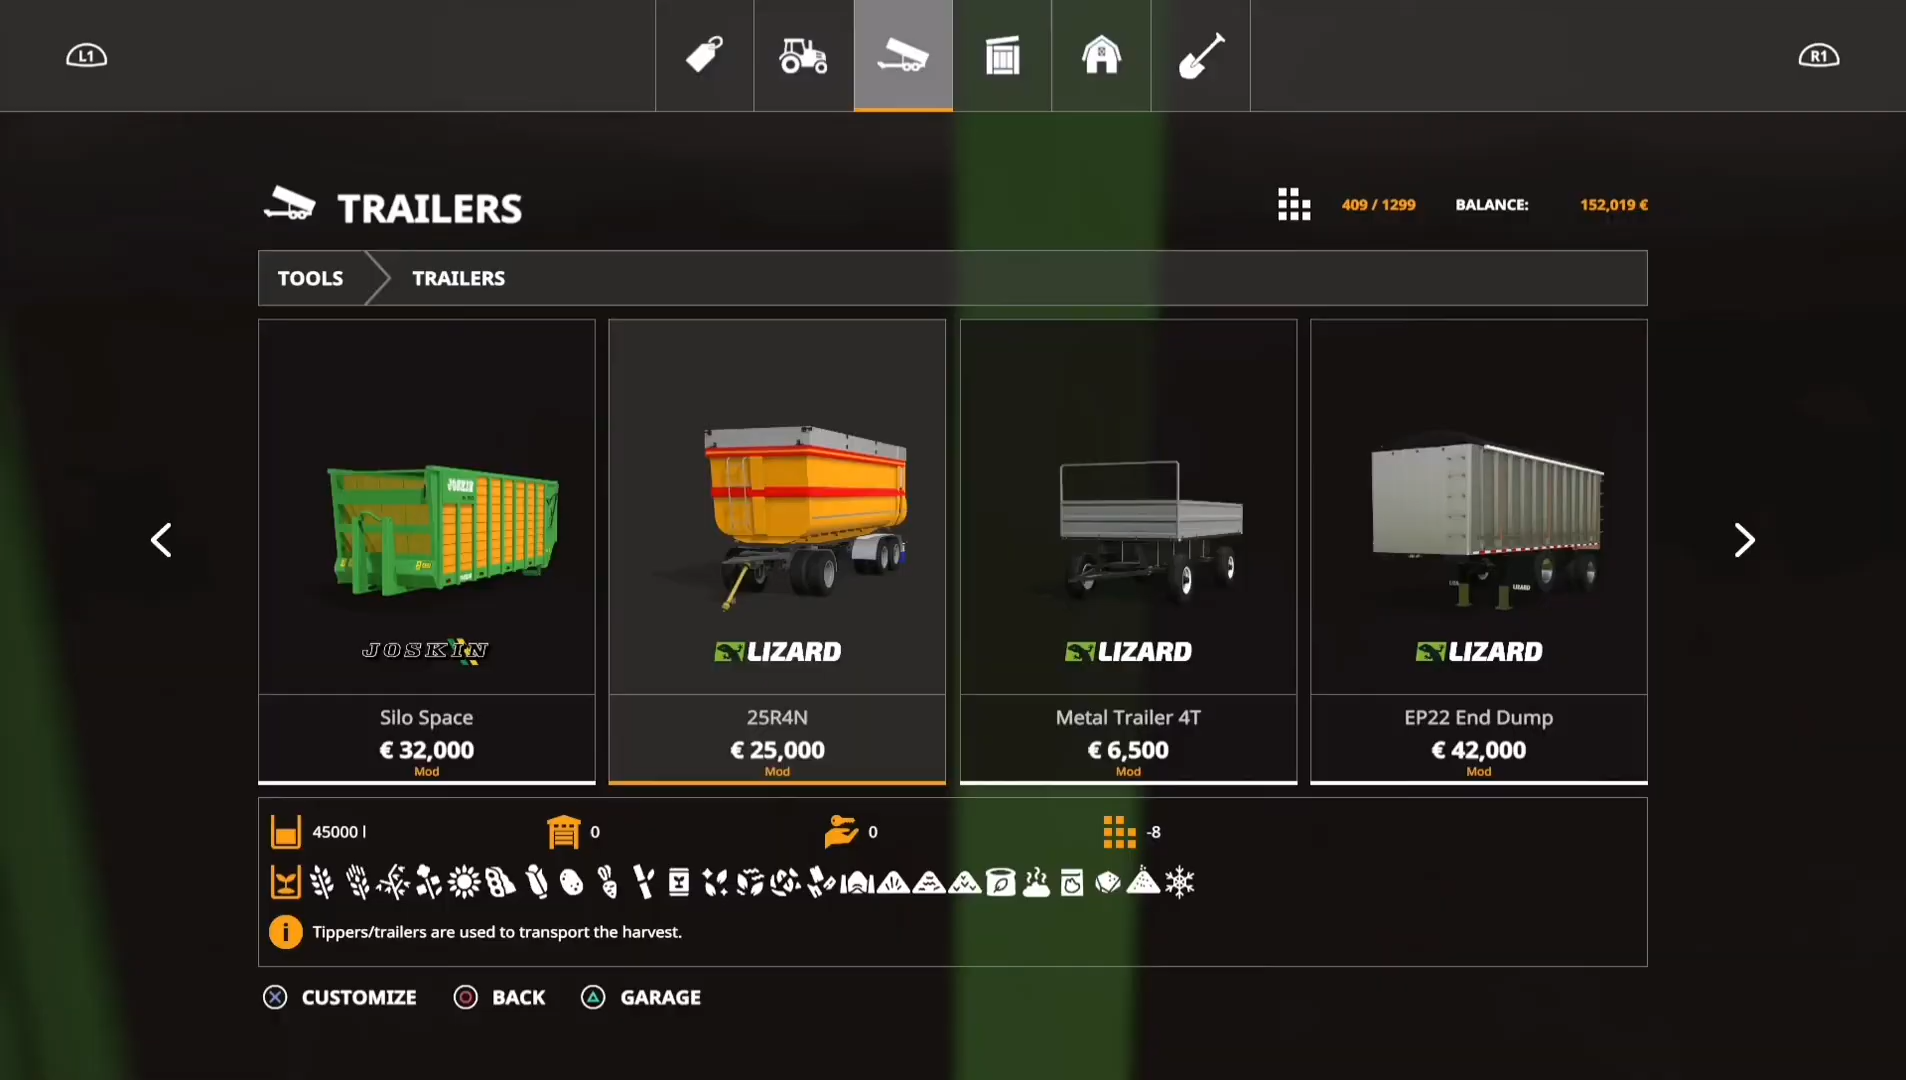 L1
R1
TRAILERS
409 / 1299
BALANCE:
152,019 €
TOOLS
TRAILERS
JOSKIN
JOSKIN
Silo Space
€ 32,000
Mod
LIZARD
25R4N
€ 25,000
Mod
LIZARD
Metal Trailer 4T
€ 6,500
Mod
LIZARD
LIZARD
EP22 End Dump
€ 42,000
Mod
45000 l
0
0
-8
Tippers/trailers are used to transport the harvest.
CUSTOMIZE
BACK
GARAGE